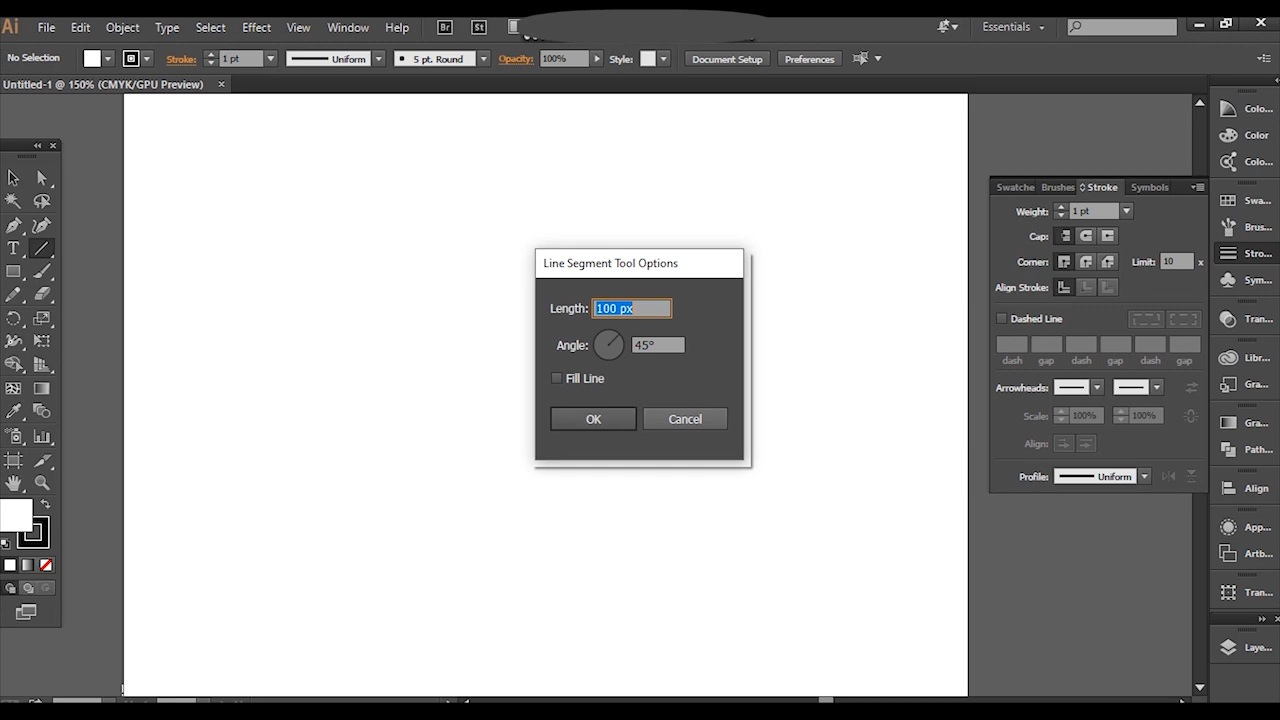 Ai File Edit Object Type Select Effect View Window Help Br St Essentials
No Selection Stroke: 1 pt Uniform 5 pt. Round Opacity: 100% Style: Document Setup Preferences
Untitled-1 @ 150% (CMYK/GPU Preview) ×
Line Segment Tool Options
Length: 100 px
Angle: 45°
Fill Line
OK Cancel
Swatche Brushes Stroke Symbols
Weight: 1 pt
Cap:
Corner: Limit: 10 x
Align Stroke:
Dashed Line
dash gap dash gap dash gap
Arrowheads:
Scale: 100% 100%
Align:
Profile: Uniform
Colo...
Color
Colo...
Swa...
Brus...
Stro...
Sym...
Tran...
Libr...
Gra...
Gra...
Path...
Align
App...
Artb...
Tran...
Laye...